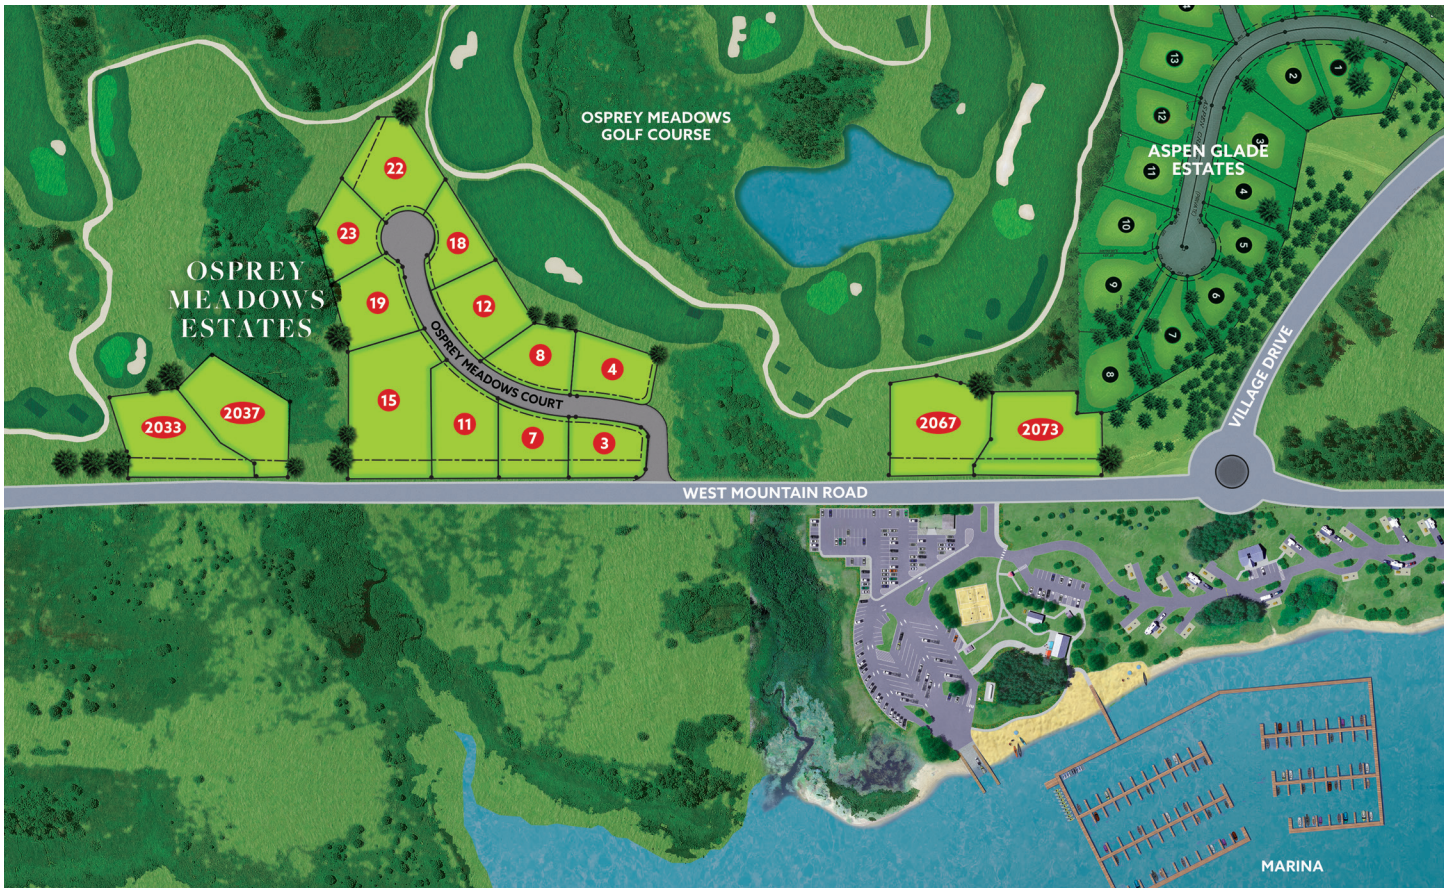 OSPREY MEADOWS
GOLF COURSE
ASPEN GLADE
ESTATES
13
12
11
10
9
8
7
6
5
4
3
2
1
22
23
18
19
12
8
4
15
11
7
3
OSPREY
MEADOWS
ESTATES
OSPREY MEADOWS COURT
2033
2037
2067
2073
VILLAGE DRIVE
WEST MOUNTAIN ROAD
MARINA